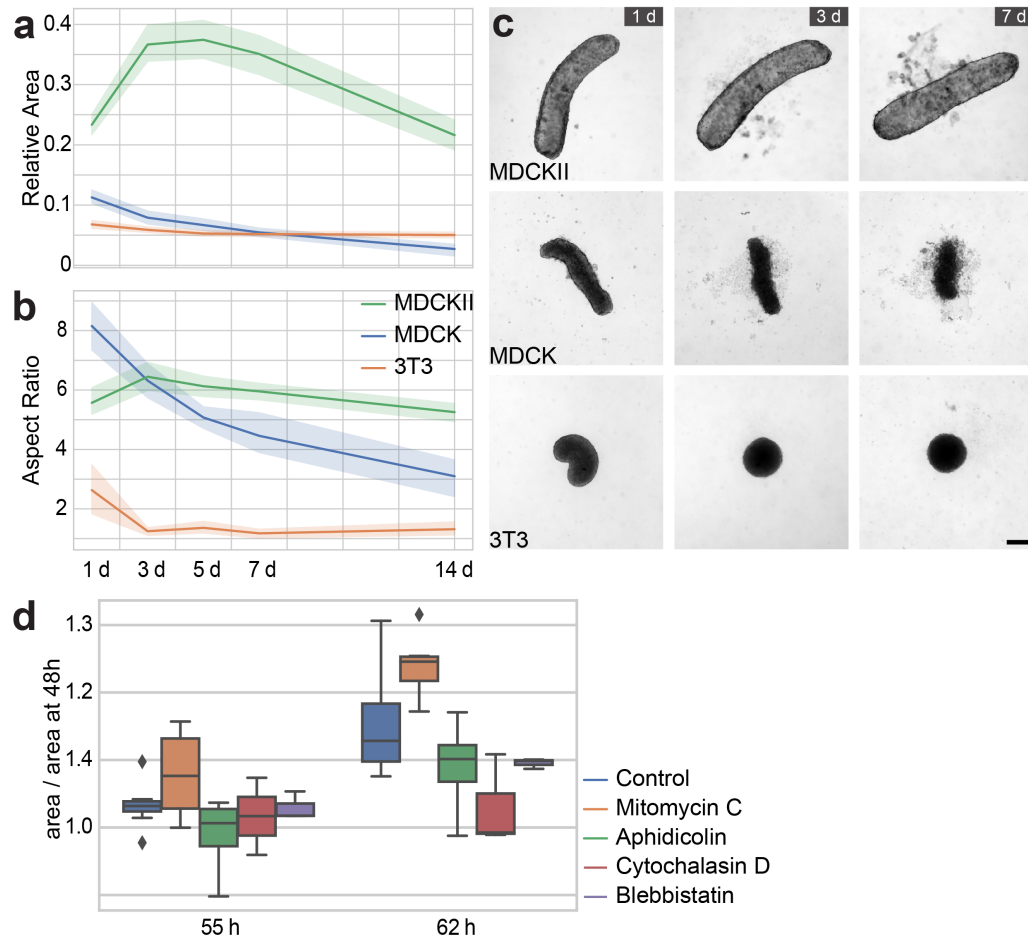 a
Relative Area
0.4
0.3
0.2
0.1
0
b
Aspect Ratio
8
6
4
2
MDCKII
MDCK
3T3
1 d
3 d
5 d
7 d
14 d
c
1 d
3 d
7 d
MDCKII
MDCK
3T3
d
area / area at 48h
1.3
1.2
1.4
1.0
55 h
62 h
Control
Mitomycin C
Aphidicolin
Cytochalasin D
Blebbistatin